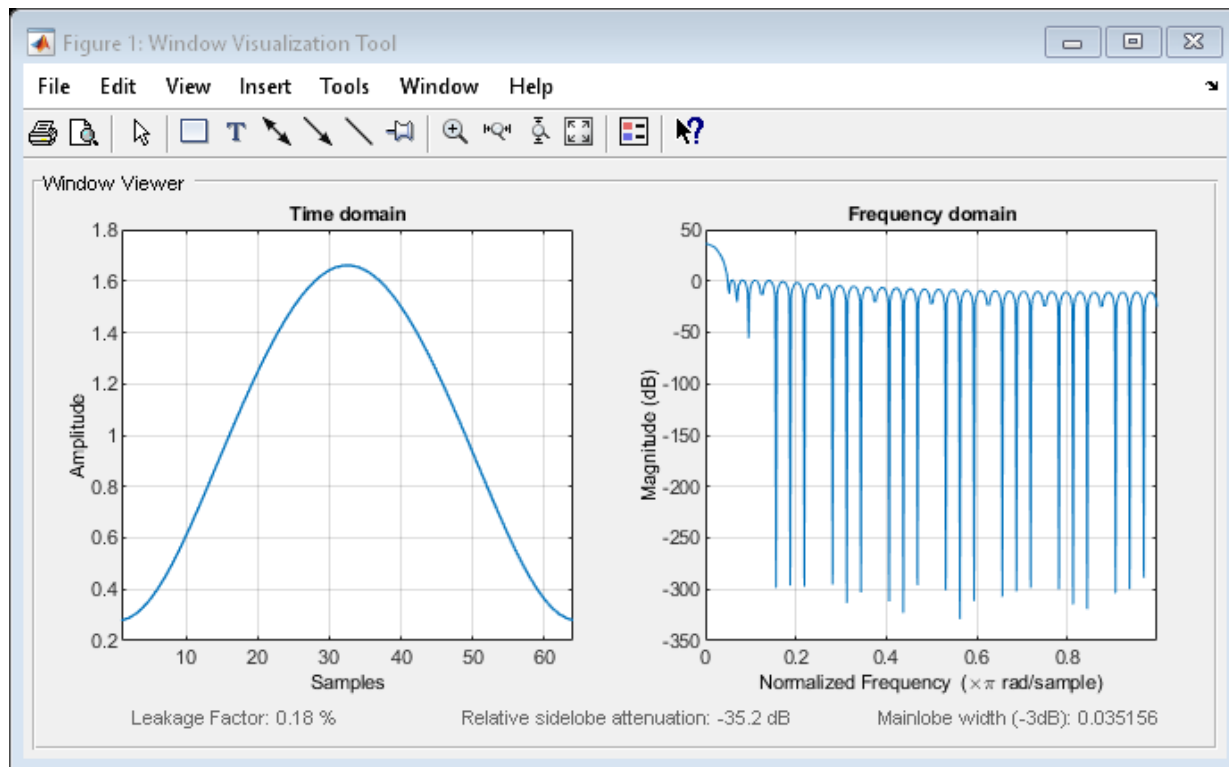 Figure 1: Window Visualization Tool
File Edit View Insert Tools Window Help
T
?
Window Viewer
Time domain
1.8
1.6
1.4
1.2
1
0.8
0.6
0.4
0.2
10 20 30 40 50 60
Amplitude
Samples
Frequency domain
50
0
-50
-100
-150
-200
-250
-300
-350
0 0.2 0.4 0.6 0.8
Magnitude (dB)
Normalized Frequency (×π rad/sample)
Leakage Factor: 0.18 % Relative sidelobe attenuation: -35.2 dB Mainlobe width (-3dB): 0.035156